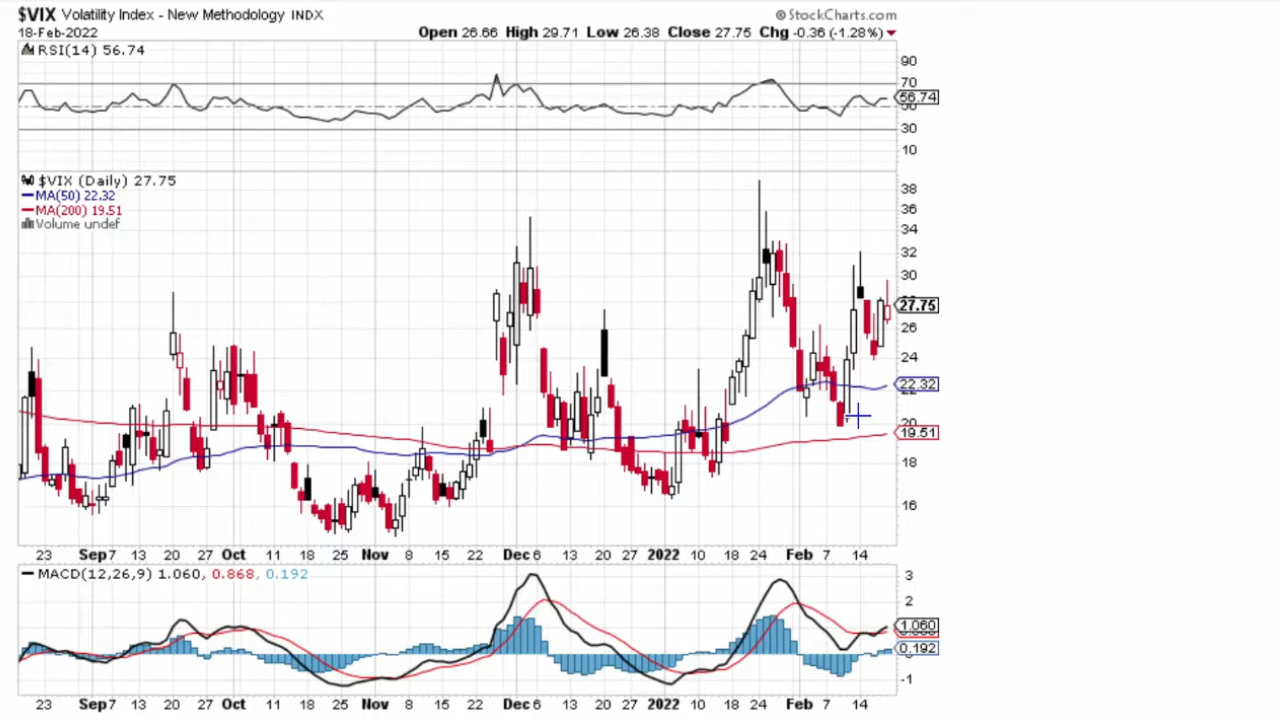 $VIX Volatility Index - New Methodology INDX ® StockCharts.com
18-Feb-2022 Open 26.66 High 29.71 Low 26.38 Close 27.75 Chg -0.36 (-1.28%)
RSI(14) 56.74
90
70
56.74
30
10
$VIX (Daily) 27.75
MA(50) 22.32
MA(200) 19.51
Volume undef
38
36
34
32
30
27.75
26
24
22.32
20
19.51
18
16
23 Sep 7 13 20 27 Oct 11 18 25 Nov 8 15 22 Dec 6 13 20 27 2022 10 18 24 Feb 7 14
MACD(12,26,9) 1.060, 0.868, 0.192
3
2
1.060
0.192
-1
23 Sep 7 13 20 27 Oct 11 18 25 Nov 8 15 22 Dec 6 13 20 27 2022 10 18 24 Feb 7 14